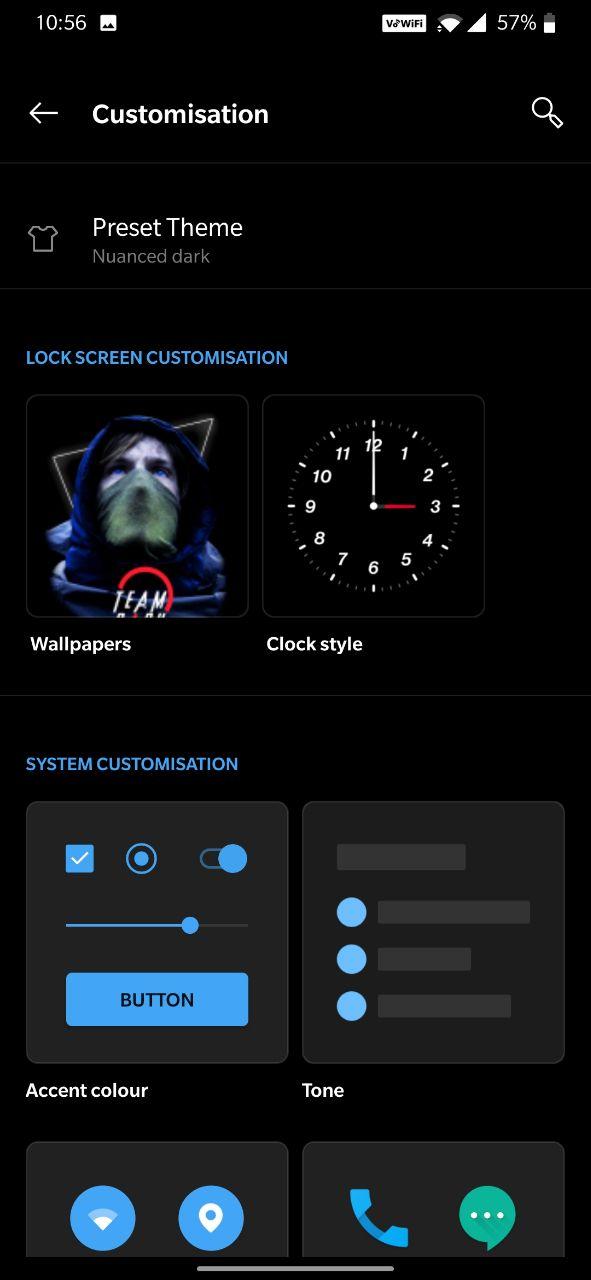 10:56 VoWiFi 57%
Customisation
Preset Theme
Nuanced dark
LOCK SCREEN CUSTOMISATION
12
11 1
10 2
9 3
8 4
7 5
6
TEAM
Wallpapers Clock style
SYSTEM CUSTOMISATION
BUTTON
Accent colour Tone